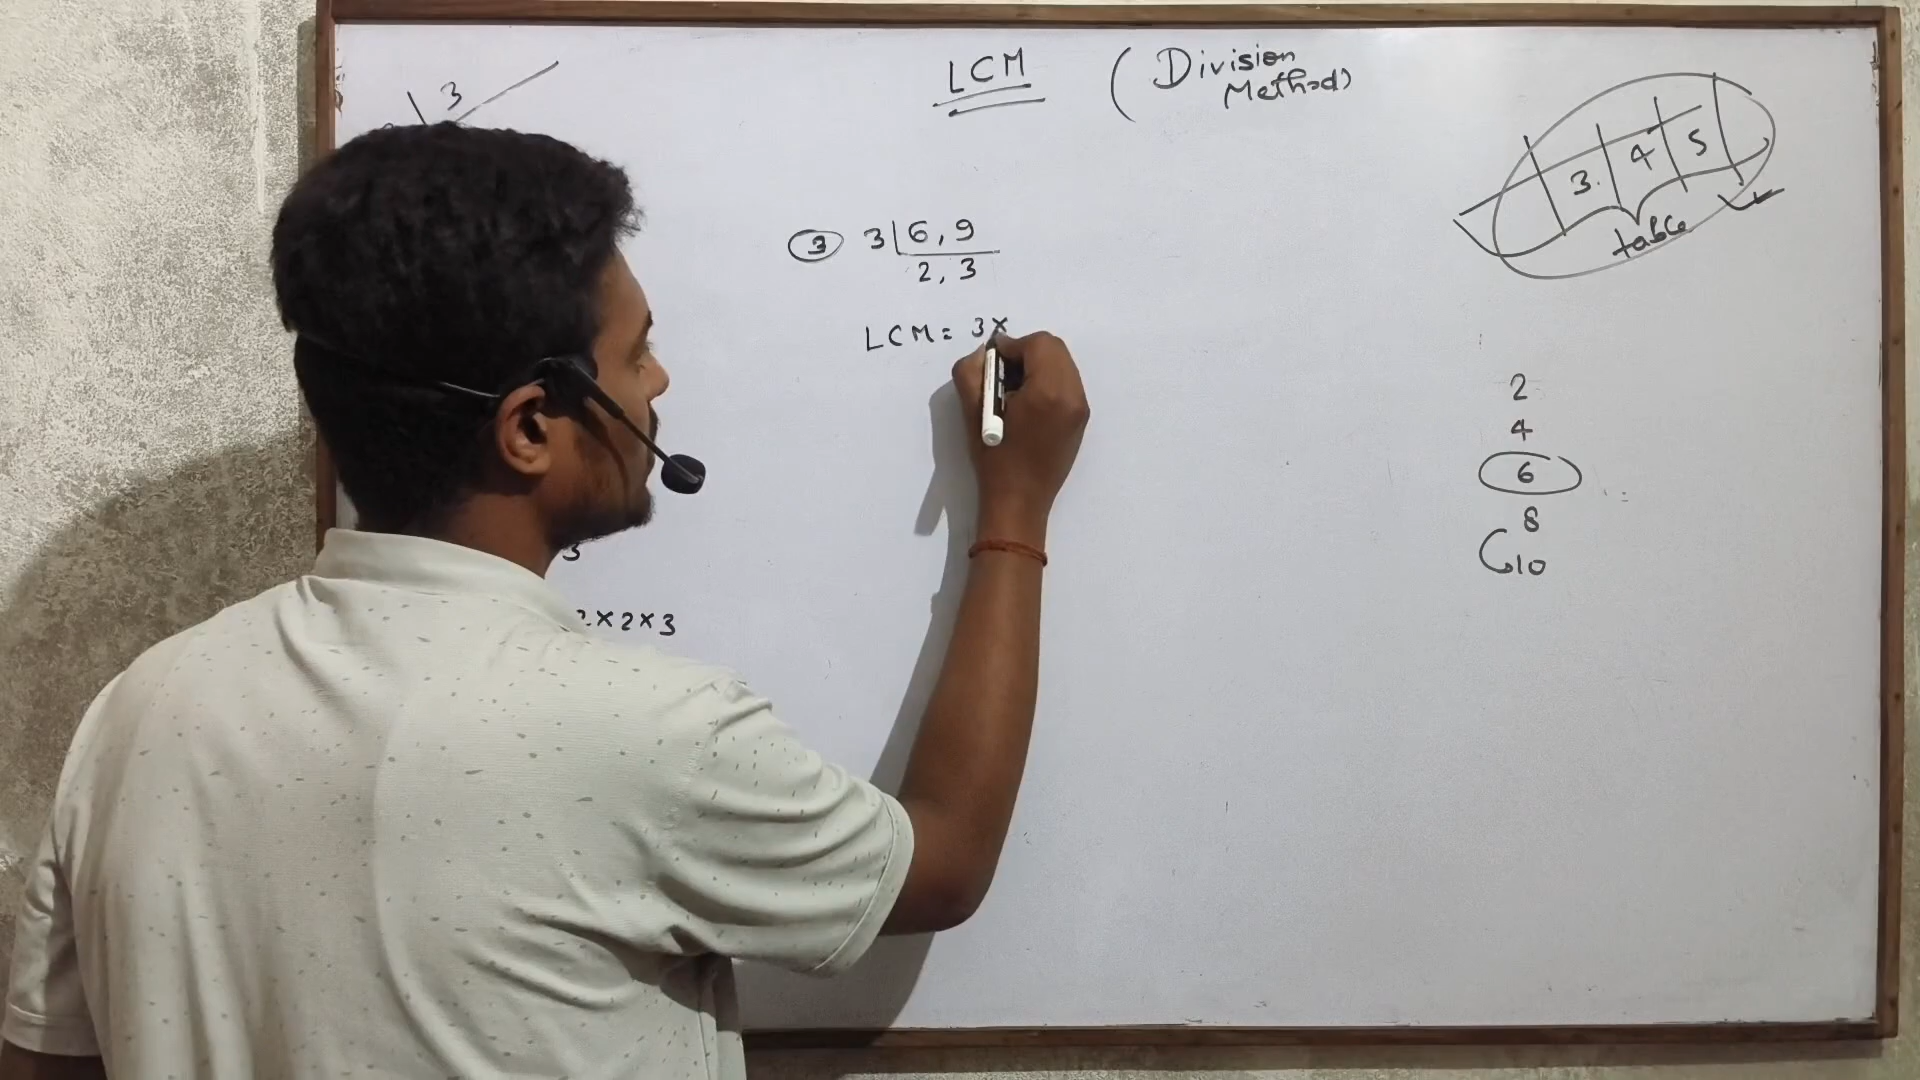 LCM (Division
Method)
3
3 4 5
table
3 3 6, 9
2, 3
LCM = 3×
2
4
6
8
10
3
2×2×3